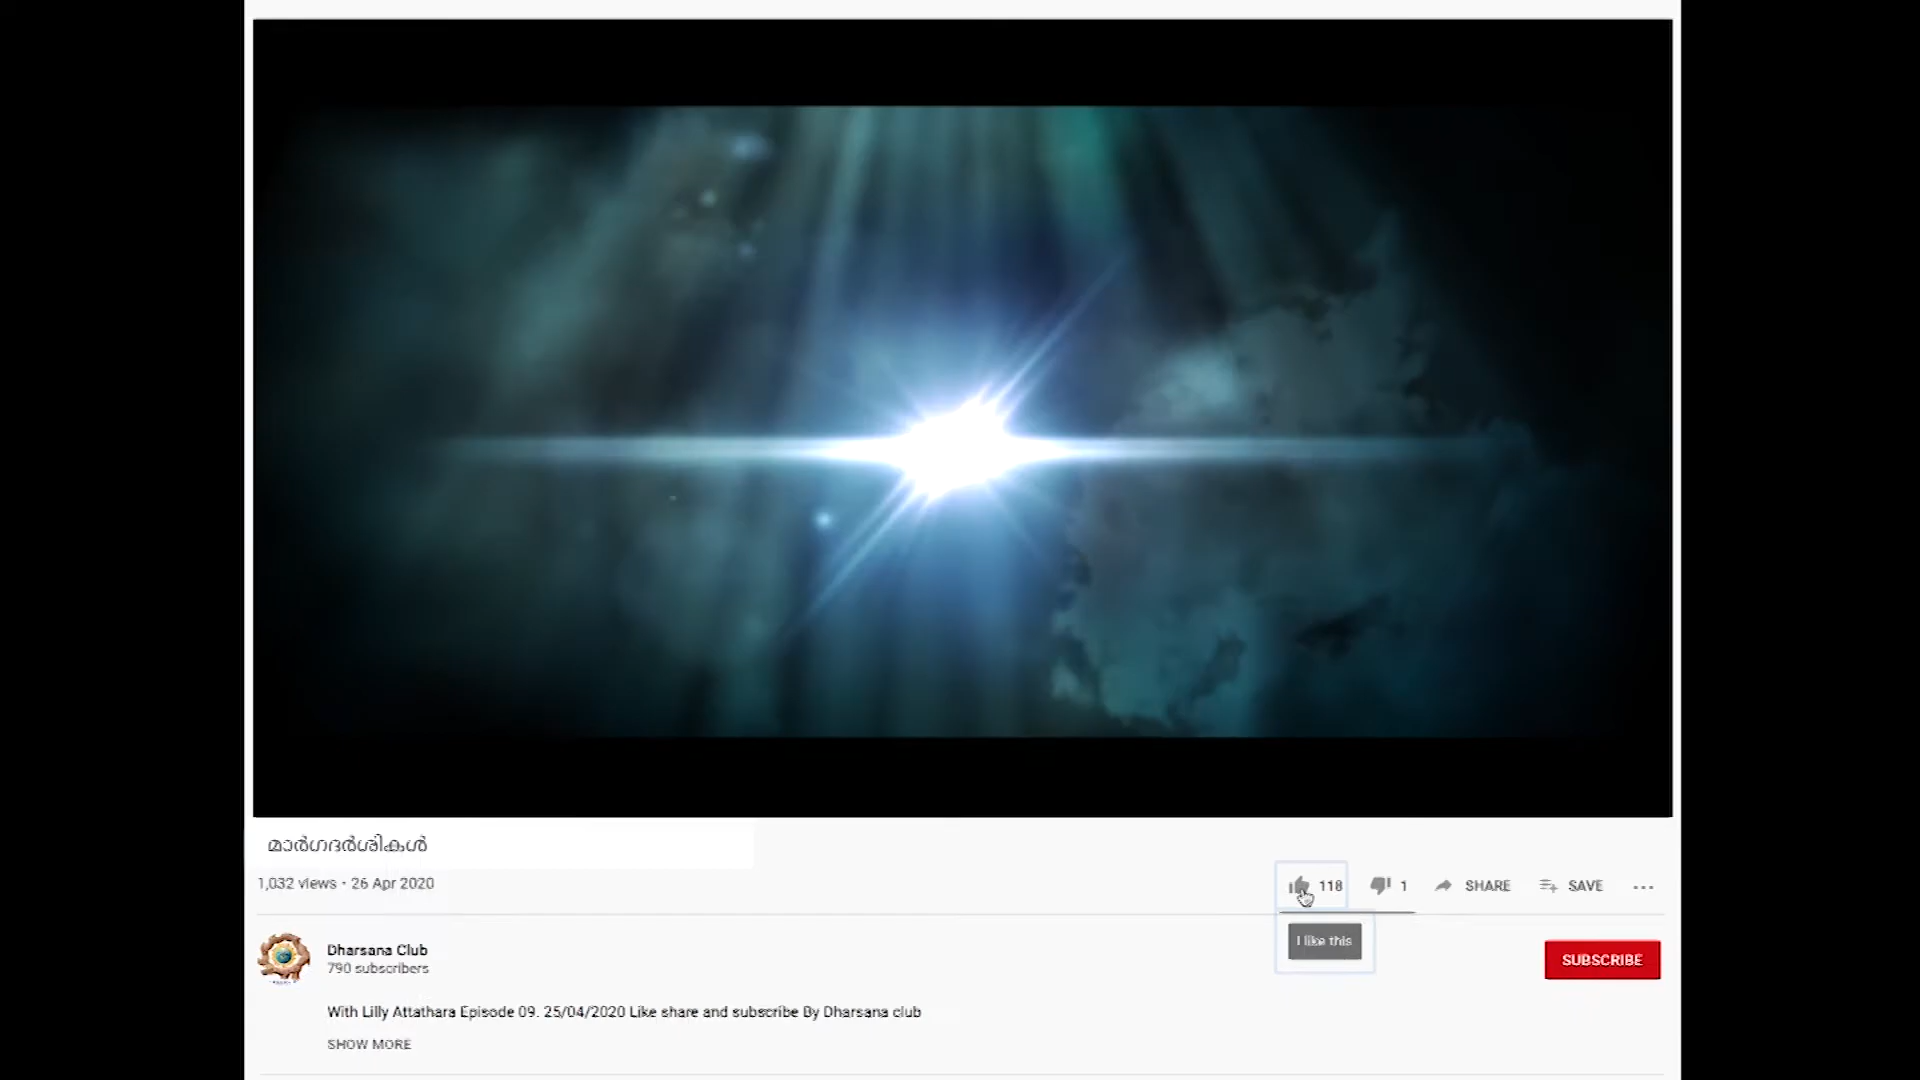 മാർഗദർശികൾ
1,032 views • 26 Apr 2020
118
1
SHARE
SAVE
I like this
Dharsana Club
790 subscribers
SUBSCRIBE
With Lilly Attathara Episode 09. 25/04/2020 Like share and subscribe By Dharsana club
SHOW MORE